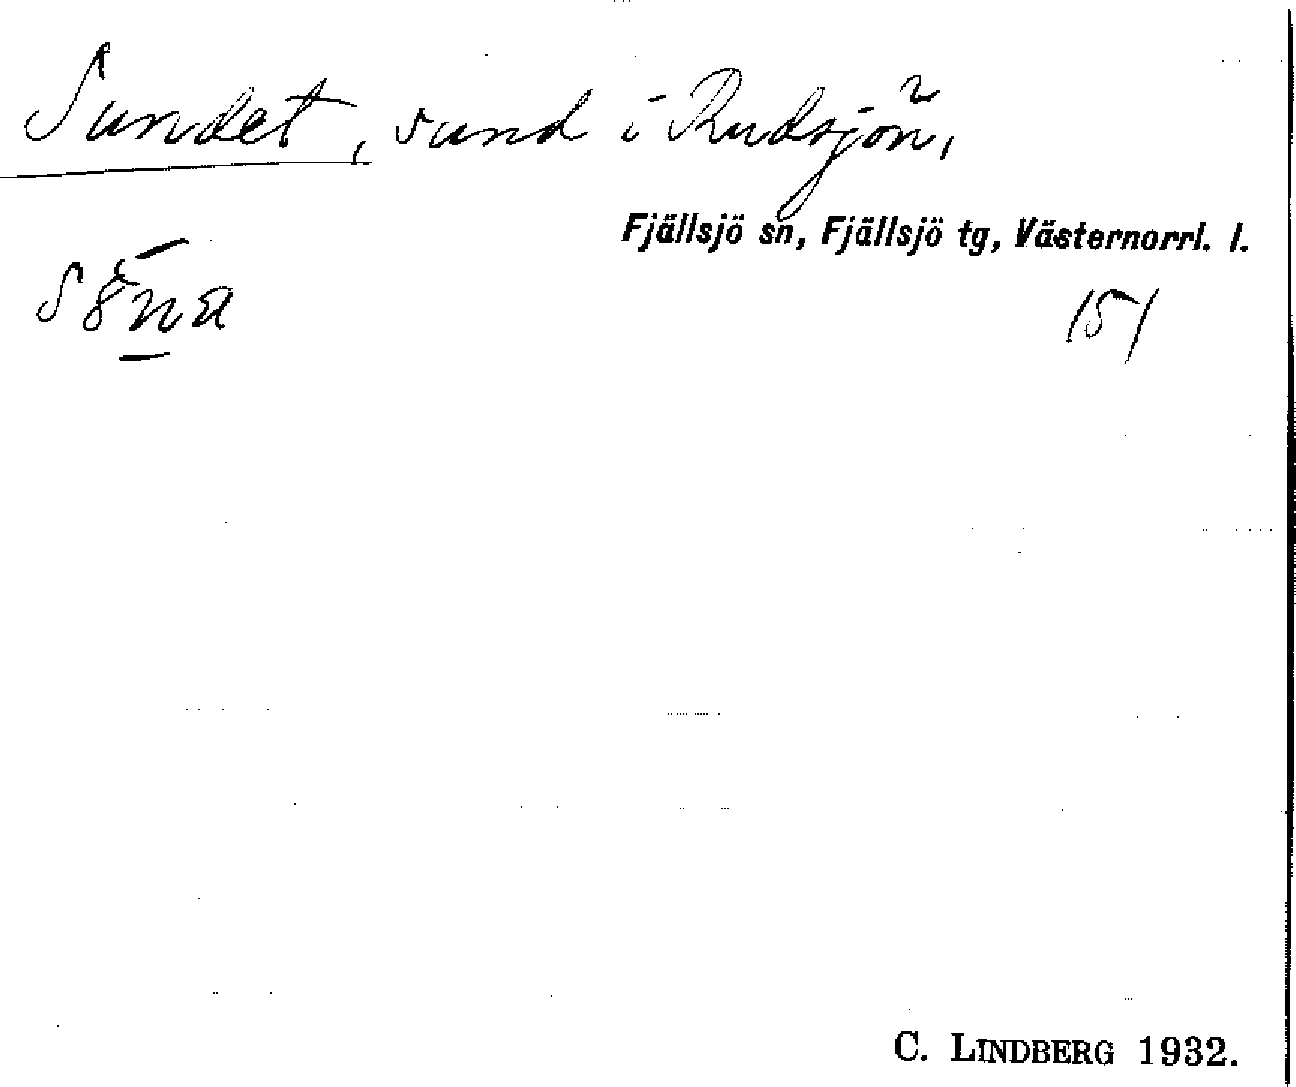 Sundet, sund i Rudsjön,
Fjällsjö sn, Fjällsjö tg, Västernorrl. l.
151
C. LINDBERG 1932.